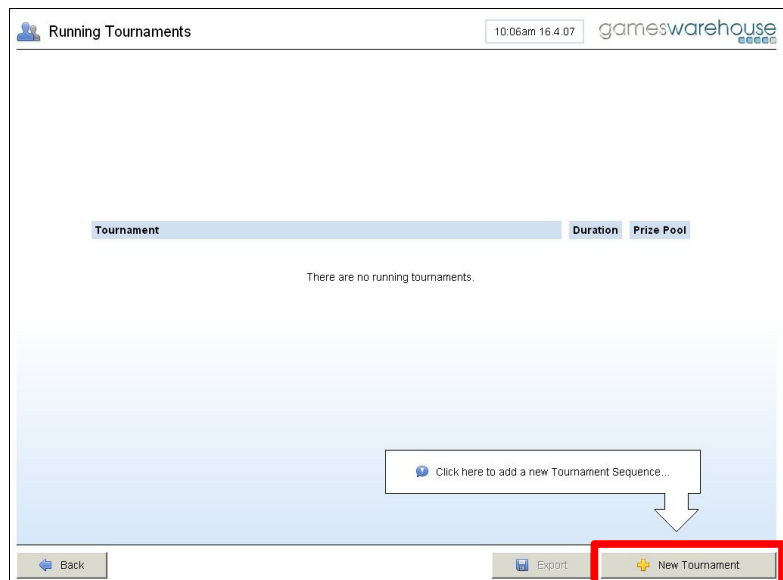 Running Tournaments
10:06am 16.4.07
gameswarehouse
Tournament Duration Prize Pool
There are no running tournaments.
Click here to add a new Tournament Sequence...
Back
Export
New Tournament